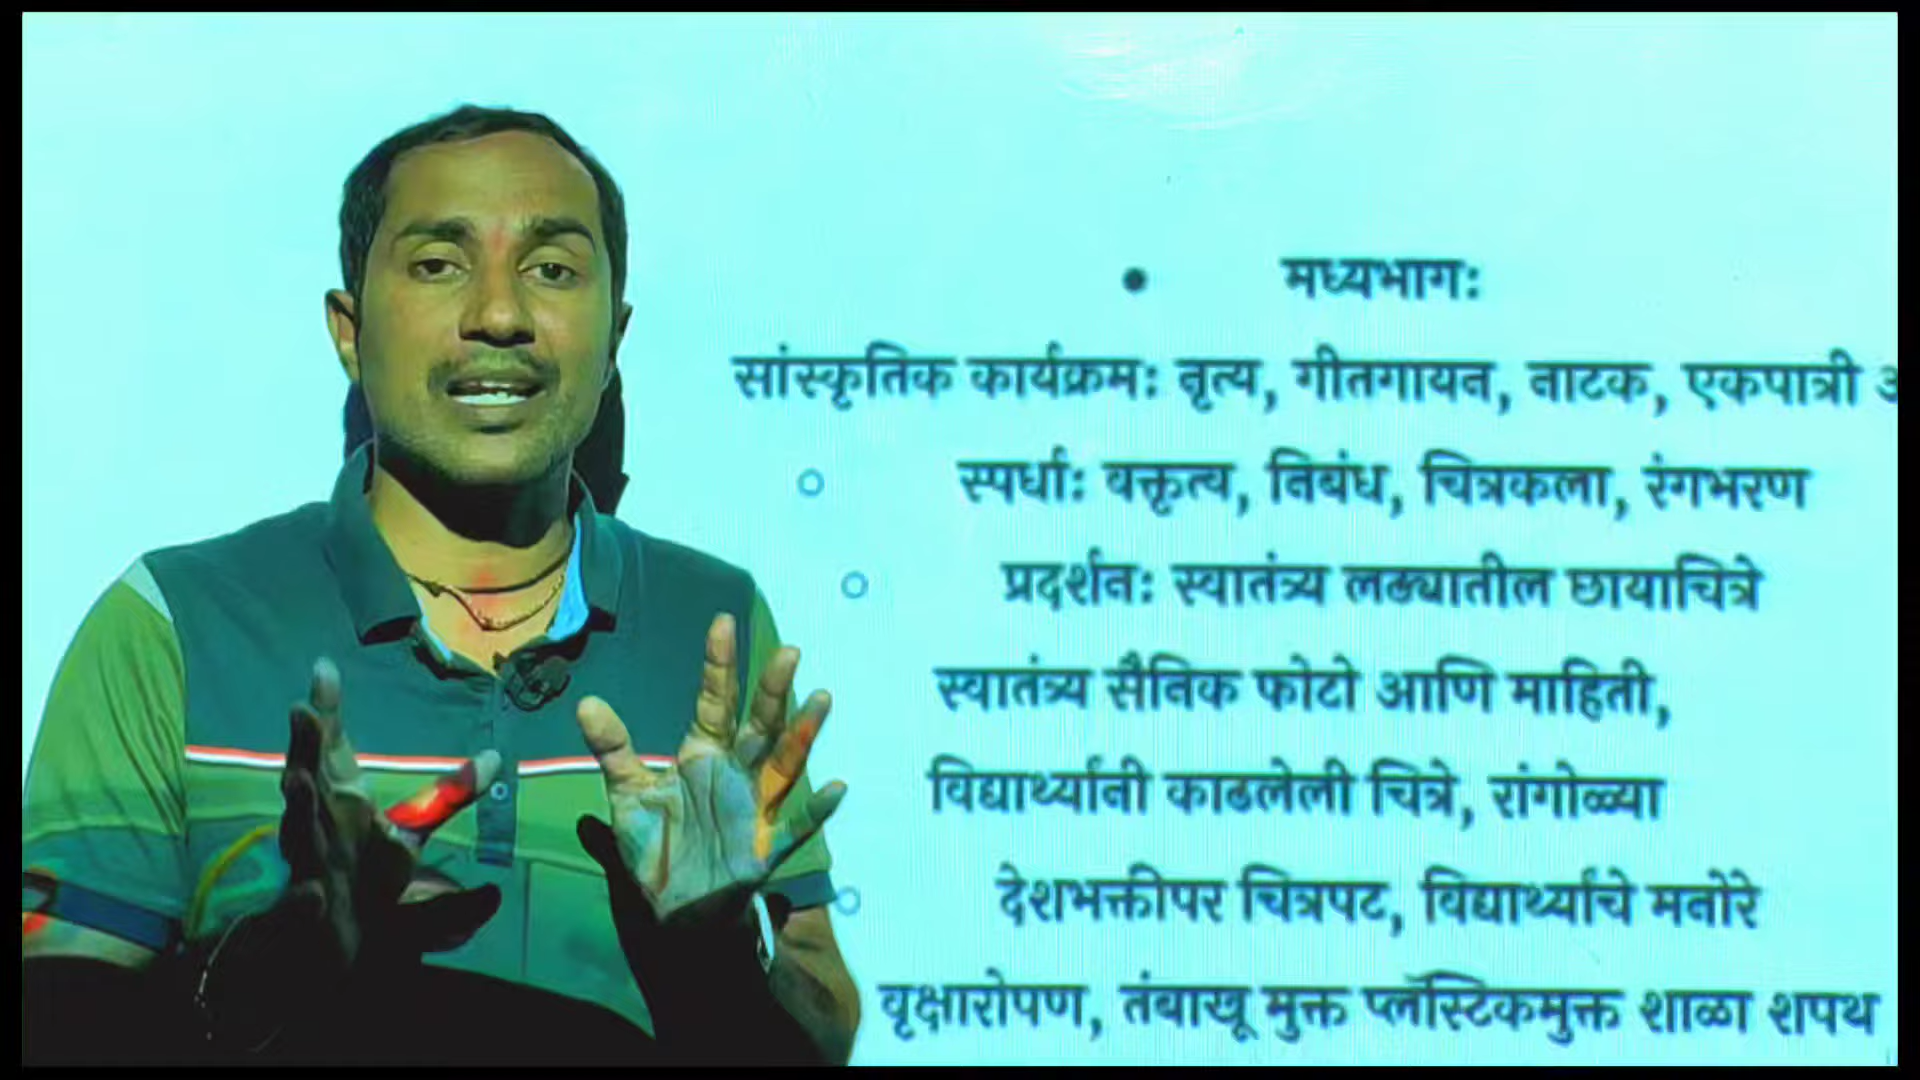 • मध्यभागः
सांस्कृतिक कार्यक्रमः नृत्य, गीतगायन, नाटक, एकपात्री
स्पर्धाः वक्तृत्व, निबंध, चित्रकला, रंगभरण
प्रदर्शनः स्वातंत्र्य लढ्यातील छायाचित्रे
स्वातंत्र्य सैनिक फोटो आणि माहिती,
विद्यार्थ्यांनी काढलेली चित्रे, रांगोळ्या
देशभक्तीपर चित्रपट, विद्यार्थ्यांचे मनोरे
वृक्षारोपण, तंबाखू मुक्त प्लॅस्टिकमुक्त शाळा शपथ